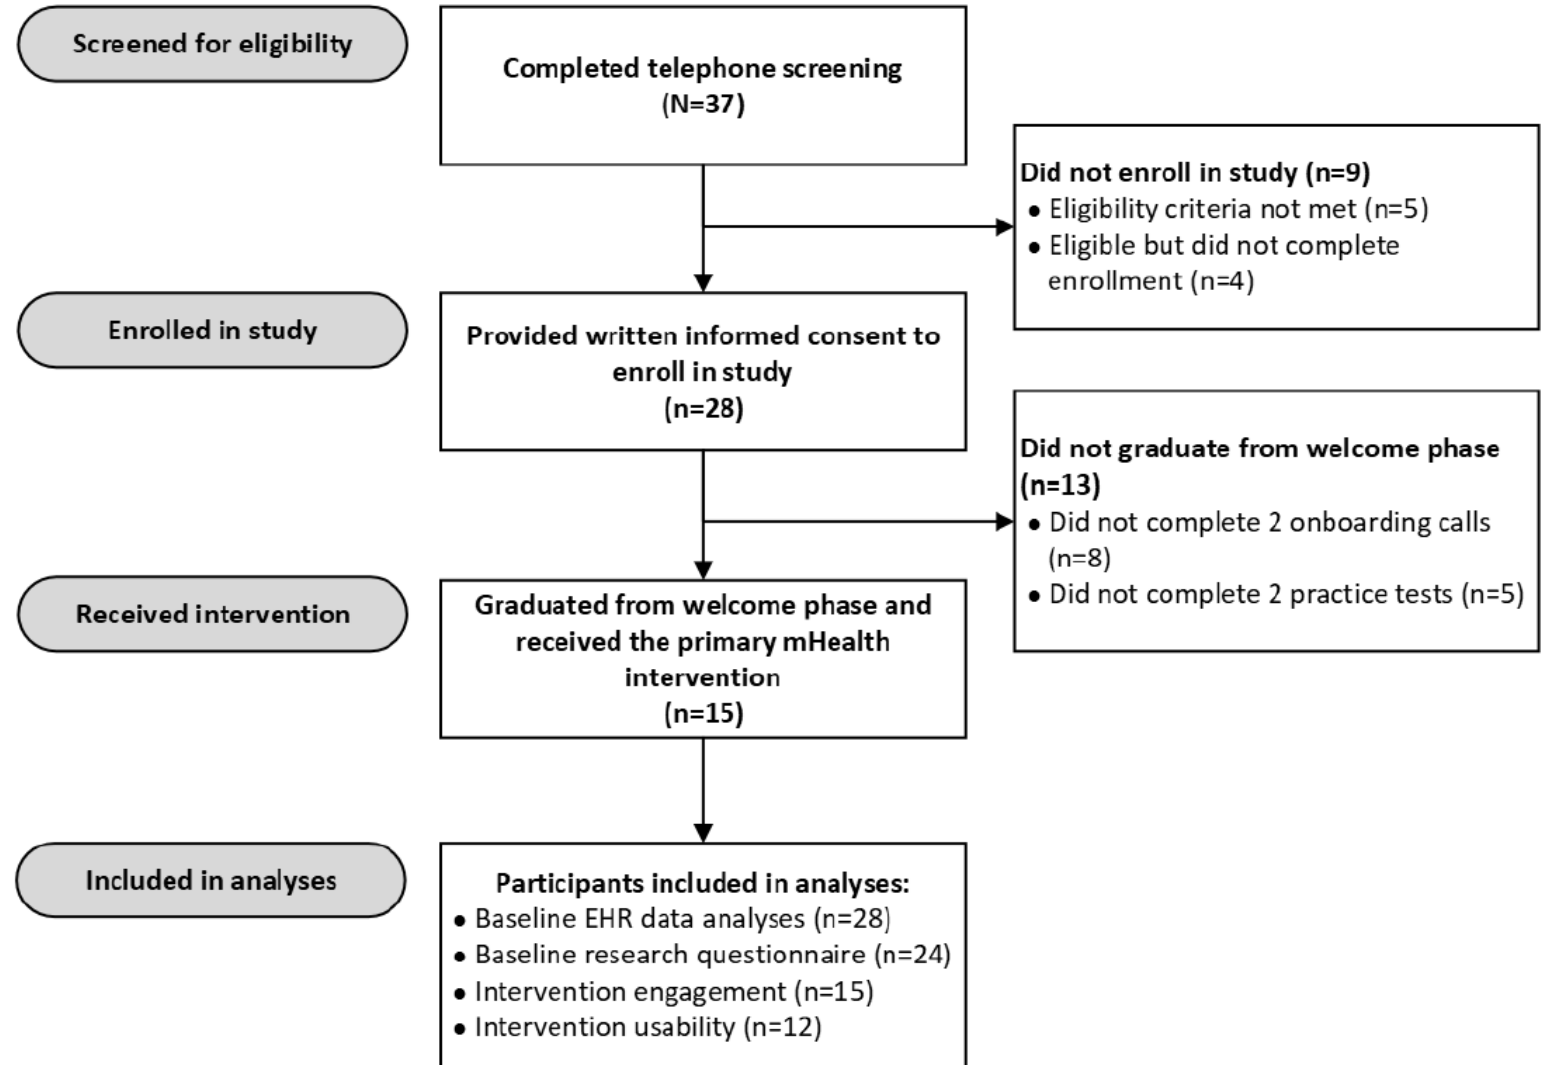 Screened for eligibility
Completed telephone screening
(N=37)
Did not enroll in study (n=9)
● Eligibility criteria not met (n=5)
● Eligible but did not complete
enrollment (n=4)
Enrolled in study
Provided written informed consent to
enroll in study
(n=28)
Did not graduate from welcome phase
(n=13)
● Did not complete 2 onboarding calls
(n=8)
● Did not complete 2 practice tests (n=5)
Received intervention
Graduated from welcome phase and
received the primary mHealth
intervention
(n=15)
Included in analyses
Participants included in analyses:
● Baseline EHR data analyses (n=28)
● Baseline research questionnaire (n=24)
● Intervention engagement (n=15)
● Intervention usability (n=12)